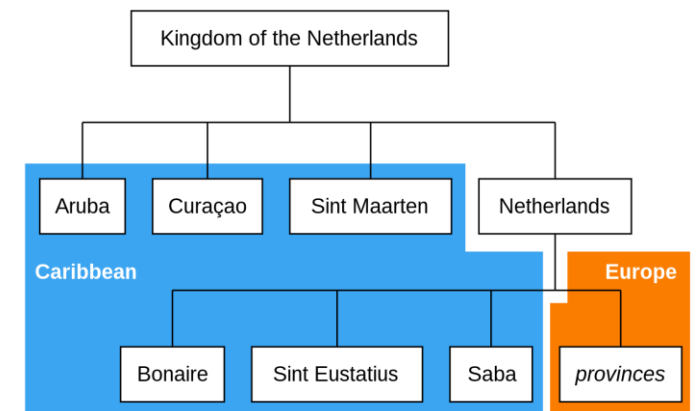 Kingdom of the Netherlands
Aruba
Curaçao
Sint Maarten
Netherlands
Caribbean
Europe
Bonaire
Sint Eustatius
Saba
provinces